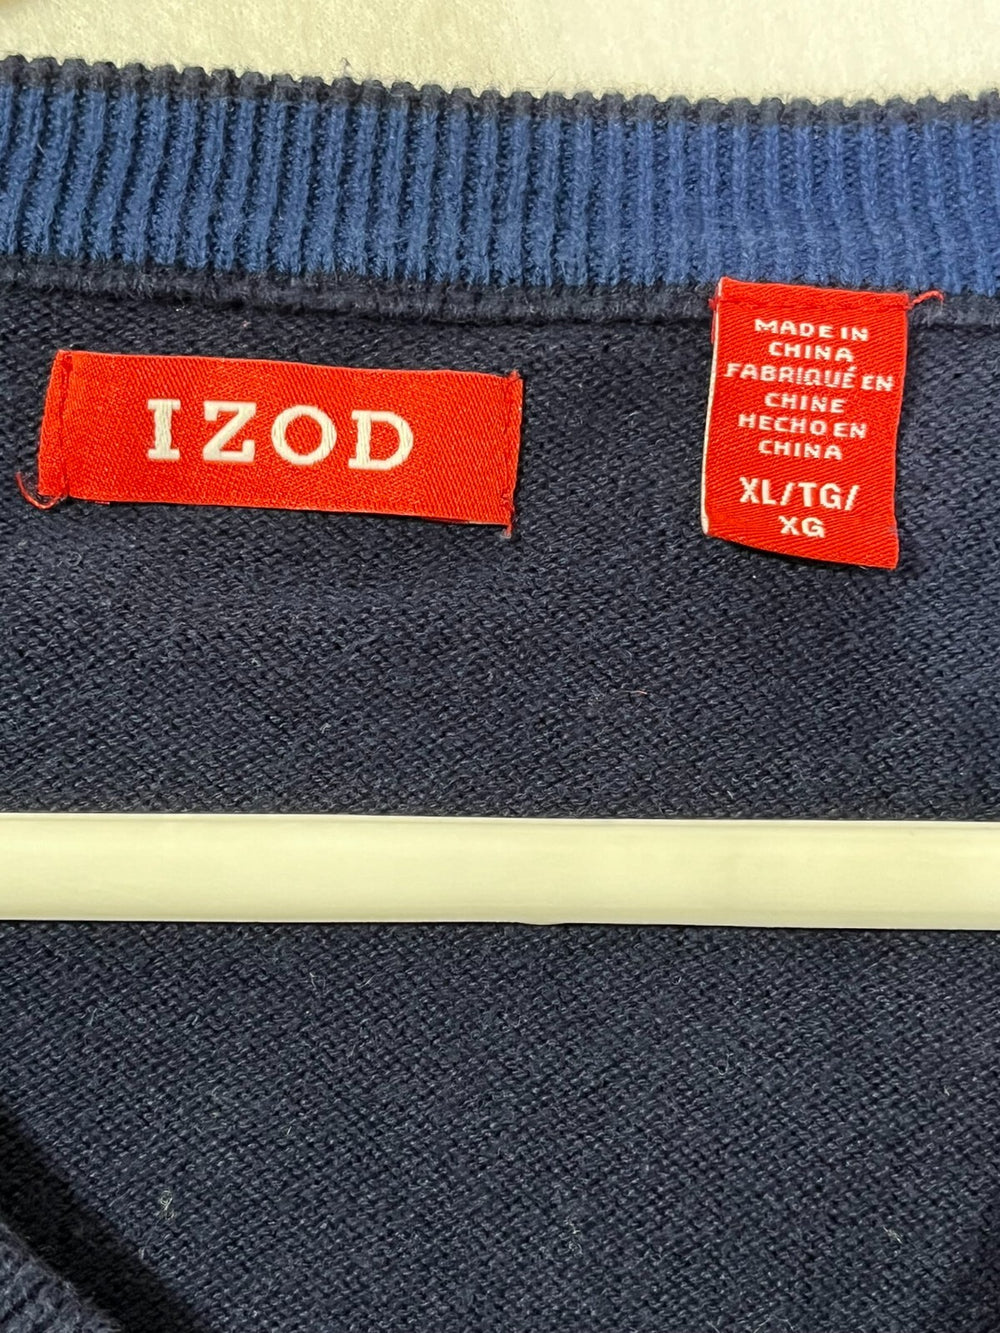 IZOD
MADE IN
CHINA
FABRIQUÉ EN
CHINE
HECHO EN
CHINA
XL/TG/
XG